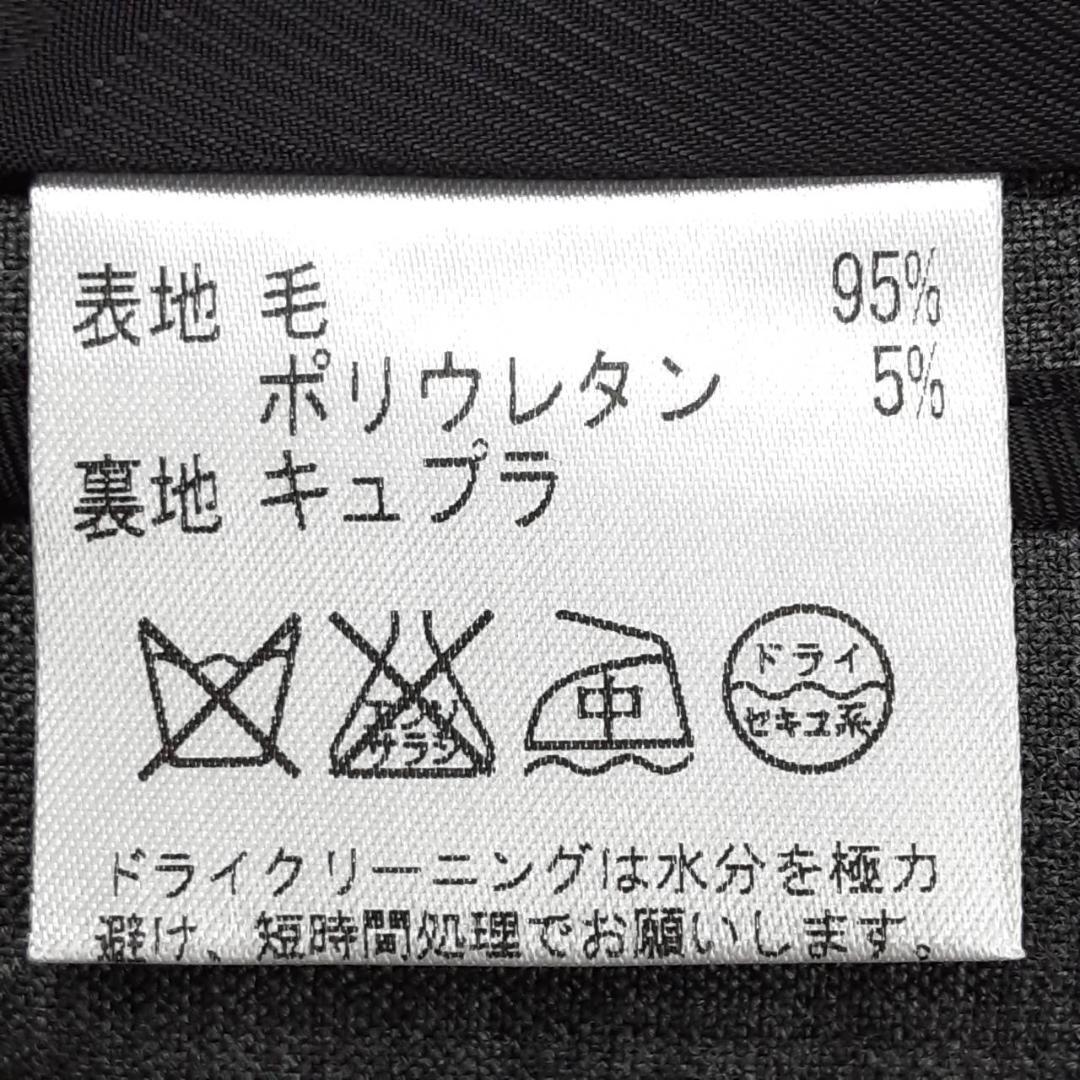 表地 毛 95%
ポリウレタン 5%
裏地 キュプラ
エンソ
サラシ
中
ドライ
セキユ系
ドライクリーニングは水分を極力
避け、短時間処理でお願いします。